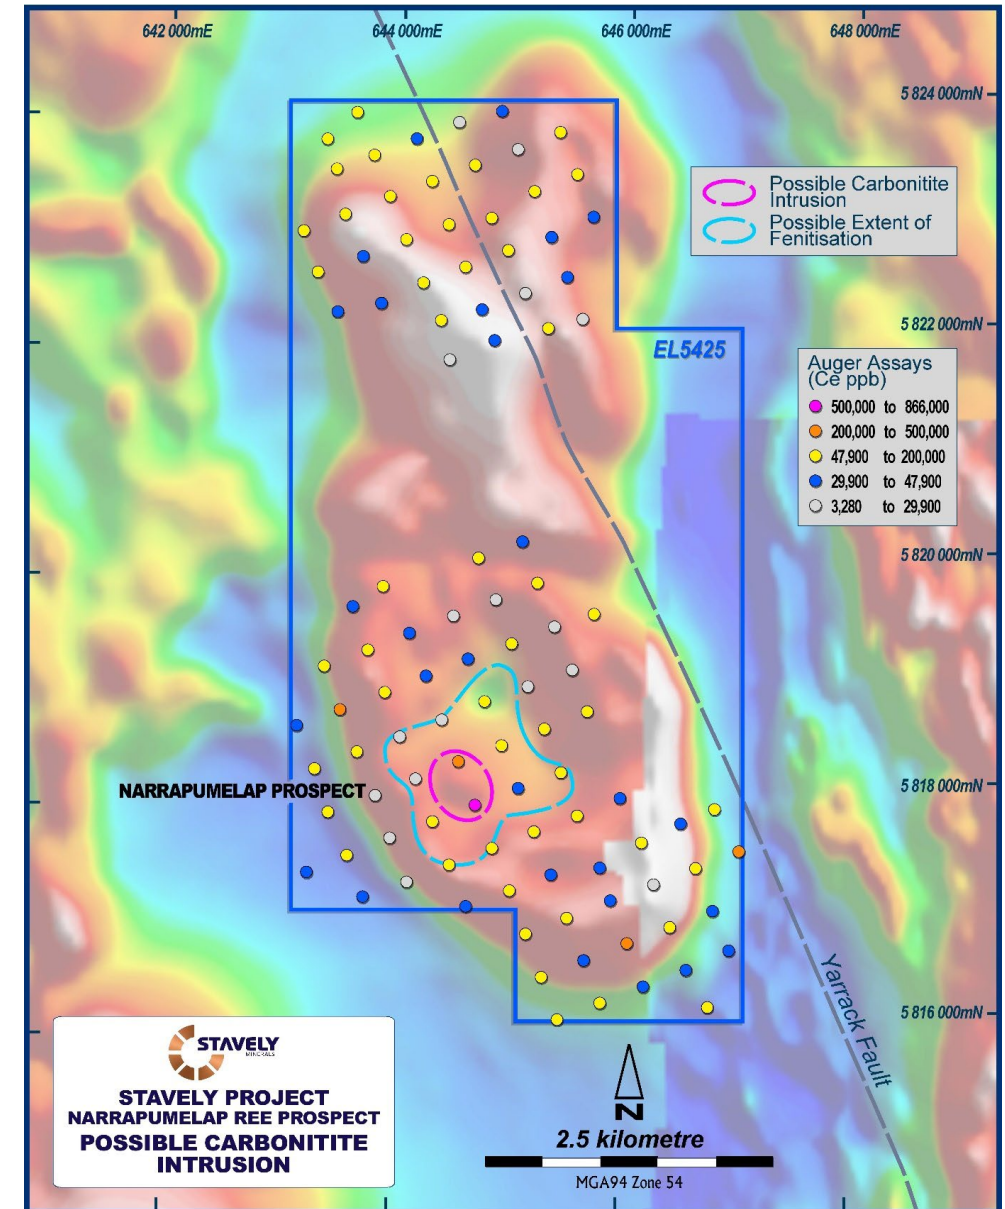 642 000mE
644 000mE
646 000mE
648 000mE
5 824 000mN
Possible Carbonitite
Intrusion
Possible Extent of
Fenitisation
5 822 000mN
EL5425
Auger Assays
(Ce ppb)
500,000 to 866,000
200,000 to 500,000
47,900 to 200,000
29,900 to 47,900
3,280 to 29,900
5 820 000mN
5 818 000mN
NARRAPUMELAP PROSPECT
Yarrack Fault
5 816 000mN
STAVELY
MINERALS
STAVELY PROJECT
NARRAPUMELAP REE PROSPECT
POSSIBLE CARBONITITE
INTRUSION
N
2.5 kilometre
MGA94 Zone 54